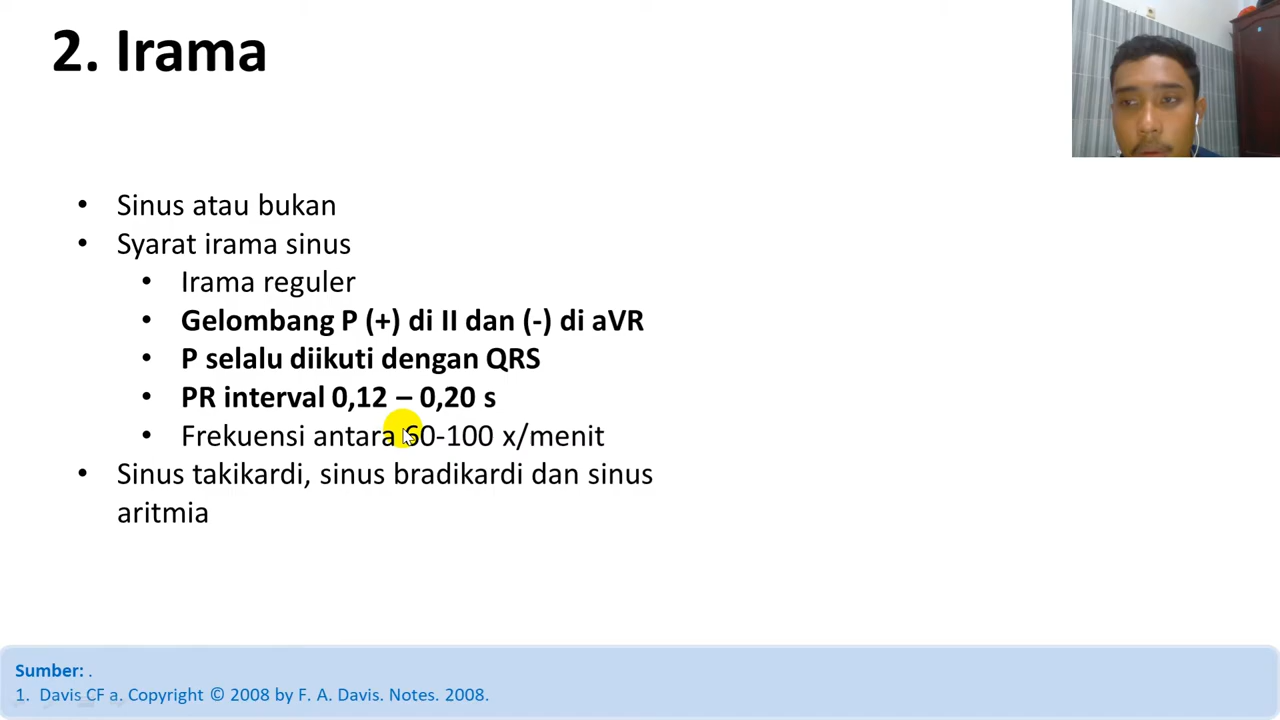 2. Irama
• Sinus atau bukan
• Syarat irama sinus
• Irama reguler
• Gelombang P (+) di II dan (-) di aVR
• P selalu diikuti dengan QRS
• PR interval 0,12 – 0,20 s
• Frekuensi antara 60-100 x/menit
• Sinus takikardi, sinus bradikardi dan sinus
aritmia
Sumber: .
1. Davis CF a. Copyright © 2008 by F. A. Davis. Notes. 2008.